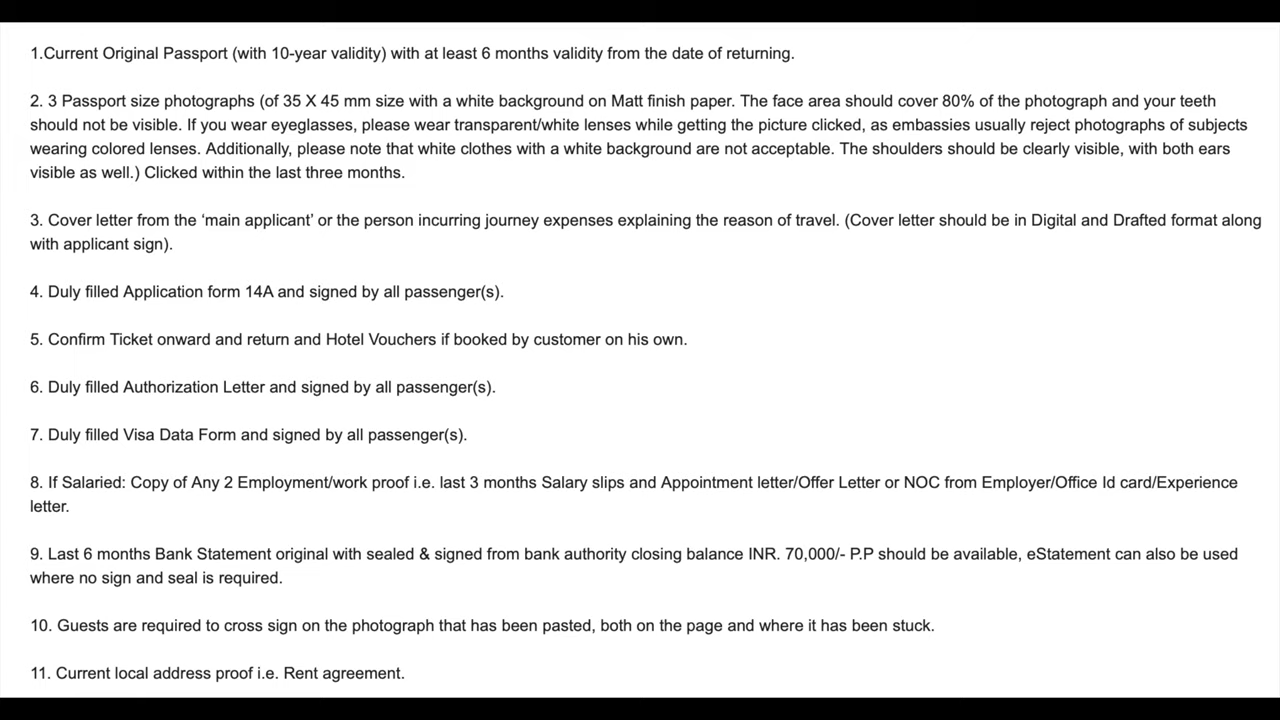 1.Current Original Passport (with 10-year validity) with at least 6 months validity from the date of returning.
2. 3 Passport size photographs (of 35 X 45 mm size with a white background on Matt finish paper. The face area should cover 80% of the photograph and your teeth
should not be visible. If you wear eyeglasses, please wear transparent/white lenses while getting the picture clicked, as embassies usually reject photographs of subjects
wearing colored lenses. Additionally, please note that white clothes with a white background are not acceptable. The shoulders should be clearly visible, with both ears
visible as well.) Clicked within the last three months.
3. Cover letter from the ‘main applicant’ or the person incurring journey expenses explaining the reason of travel. (Cover letter should be in Digital and Drafted format along
with applicant sign).
4. Duly filled Application form 14A and signed by all passenger(s).
5. Confirm Ticket onward and return and Hotel Vouchers if booked by customer on his own.
6. Duly filled Authorization Letter and signed by all passenger(s).
7. Duly filled Visa Data Form and signed by all passenger(s).
8. If Salaried: Copy of Any 2 Employment/work proof i.e. last 3 months Salary slips and Appointment letter/Offer Letter or NOC from Employer/Office Id card/Experience
letter.
9. Last 6 months Bank Statement original with sealed & signed from bank authority closing balance INR. 70,000/- P.P should be available, eStatement can also be used
where no sign and seal is required.
10. Guests are required to cross sign on the photograph that has been pasted, both on the page and where it has been stuck.
11. Current local address proof i.e. Rent agreement.